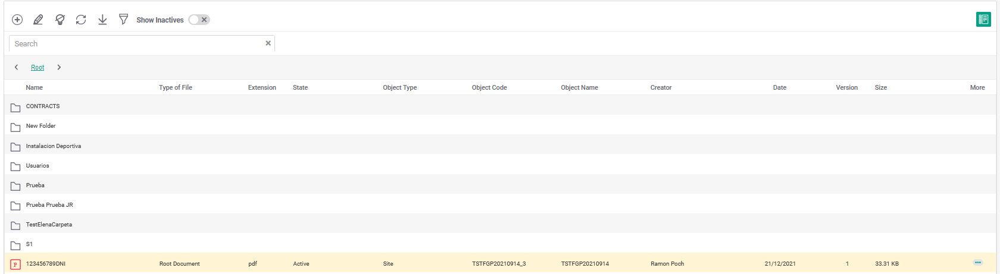 Show Inactives
Search
Root
Name Type of File Extension State Object Type Object Code Object Name Creator Date Version Size More
CONTRACTS
New Folder
Instalacion Deportiva
Usuarios
Prueba
Prueba Prueba JR
TestElenaCarpeta
S1
P 123456789DNI Root Document pdf Active Site TSTFGP20210914_3 TSTFGP20210914 Ramon Poch 21/12/2021 1 33.31 KB